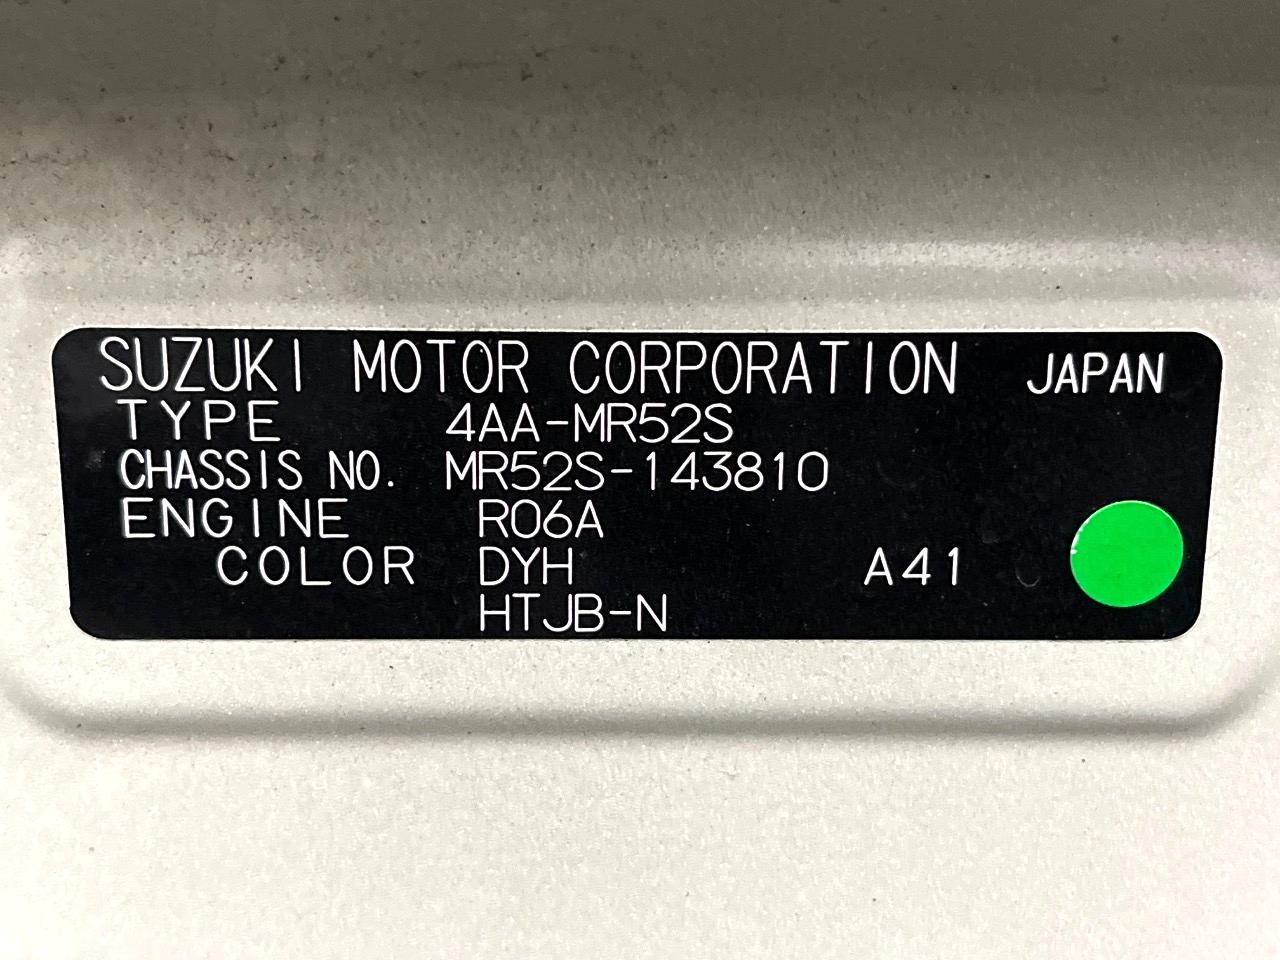 SUZUKI MOTOR CORPORATION JAPAN
TYPE 4AA-MR52S
CHASSIS NO. MR52S-143810
ENGINE R06A
COLOR DYH A41
HTJB-N